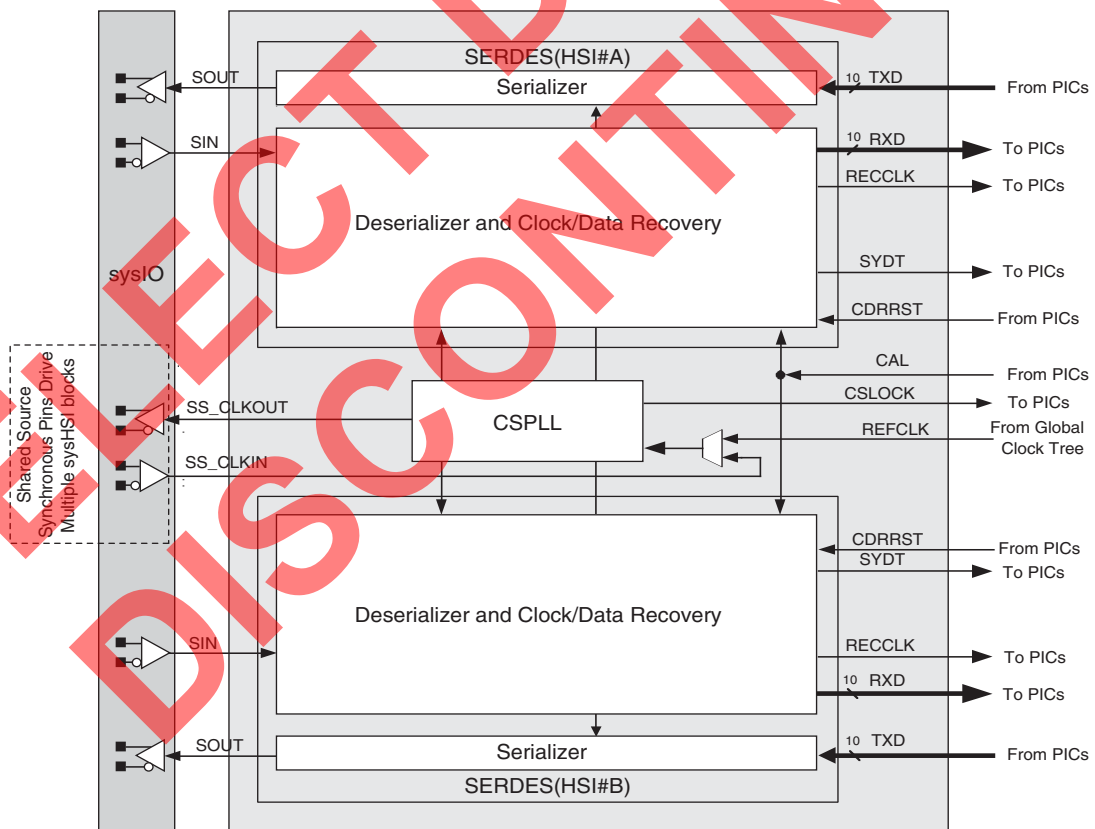 SERDES(HSI#A)
SOUT
Serializer
10 TXD
From PICs
SIN
10 RXD
To PICs
RECCLK
To PICs
Deserializer and Clock/Data Recovery
sysIO
SYDT
To PICs
CDRRST
From PICs
Shared Source
Synchronous Pins Drive
Multiple sysHSI blocks
CAL
From PICs
CSLOCK
To PICs
SS_CLKOUT
CSPLL
REFCLK
From Global
Clock Tree
SS_CLKIN
CDRRST
From PICs
SYDT
To PICs
Deserializer and Clock/Data Recovery
SIN
RECCLK
To PICs
10 RXD
To PICs
SOUT
Serializer
10 TXD
From PICs
SERDES(HSI#B)
ELECT D
DISCONTIN